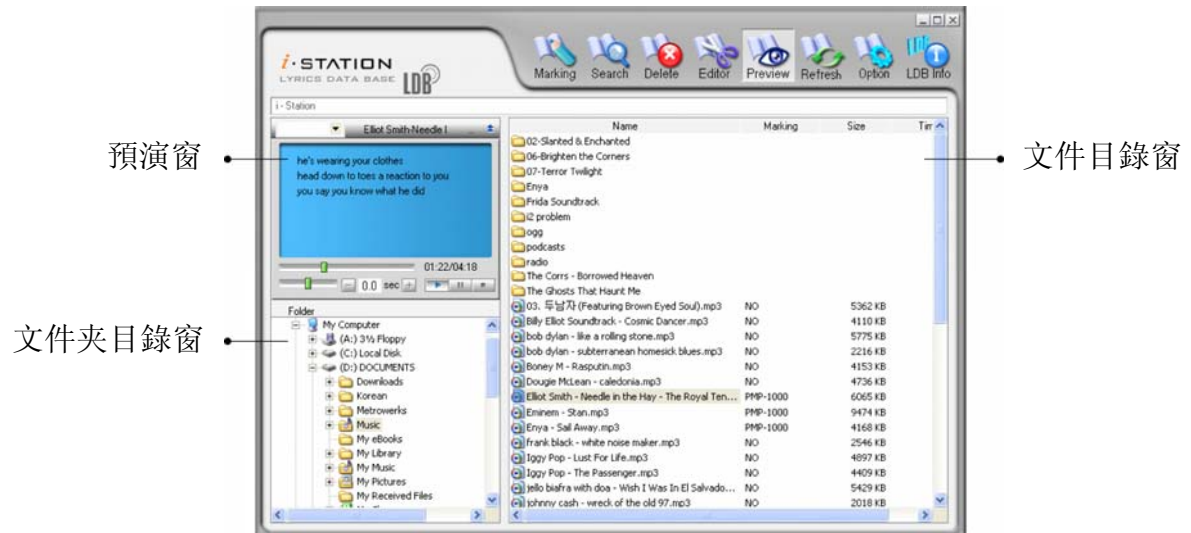 i·STATION
LYRICS DATA BASE LDB
Marking Search Delete Editor Preview Refresh Option LDB Info
i - Station
預演窗
Elliot Smith-Needle I
he's wearing your clothes
head down to toes a reaction to you
you say you know what he did
01:22/04:18
0.0 sec
文件夹目錄窗
Folder
My Computer
(A:) 3½ Floppy
(C:) Local Disk
(D:) DOCUMENTS
Downloads
Korean
Metrowerks
Music
My eBooks
My Library
My Music
My Pictures
My Received Files
Name Marking Size Tim
02-Slanted & Enchanted
06-Brighten the Corners
07-Terror Twilight
Enya
Frida Soundtrack
i2 problem
ogg
podcasts
radio
The Corrs - Borrowed Heaven
The Ghosts That Haunt Me
03. 두남자 (Featuring Brown Eyed Soul).mp3 NO 5362 KB
Billy Elliot Soundtrack - Cosmic Dancer.mp3 NO 4110 KB
bob dylan - like a rolling stone.mp3 NO 5775 KB
bob dylan - subterranean homesick blues.mp3 NO 2216 KB
Boney M - Rasputin.mp3 NO 4153 KB
Dougie McLean - caledonia.mp3 NO 4736 KB
Elliot Smith - Needle in the Hay - The Royal Ten... PMP-1000 6065 KB
Eminem - Stan.mp3 PMP-1000 9474 KB
Enya - Sail Away.mp3 PMP-1000 4168 KB
frank black - white noise maker.mp3 NO 2546 KB
Iggy Pop - Lust For Life.mp3 NO 4897 KB
Iggy Pop - The Passenger.mp3 NO 4409 KB
jello biafra with doa - Wish I Was In El Salvado... NO 5429 KB
johnny cash - wreck of the old 97.mp3 NO 2018 KB
文件目錄窗